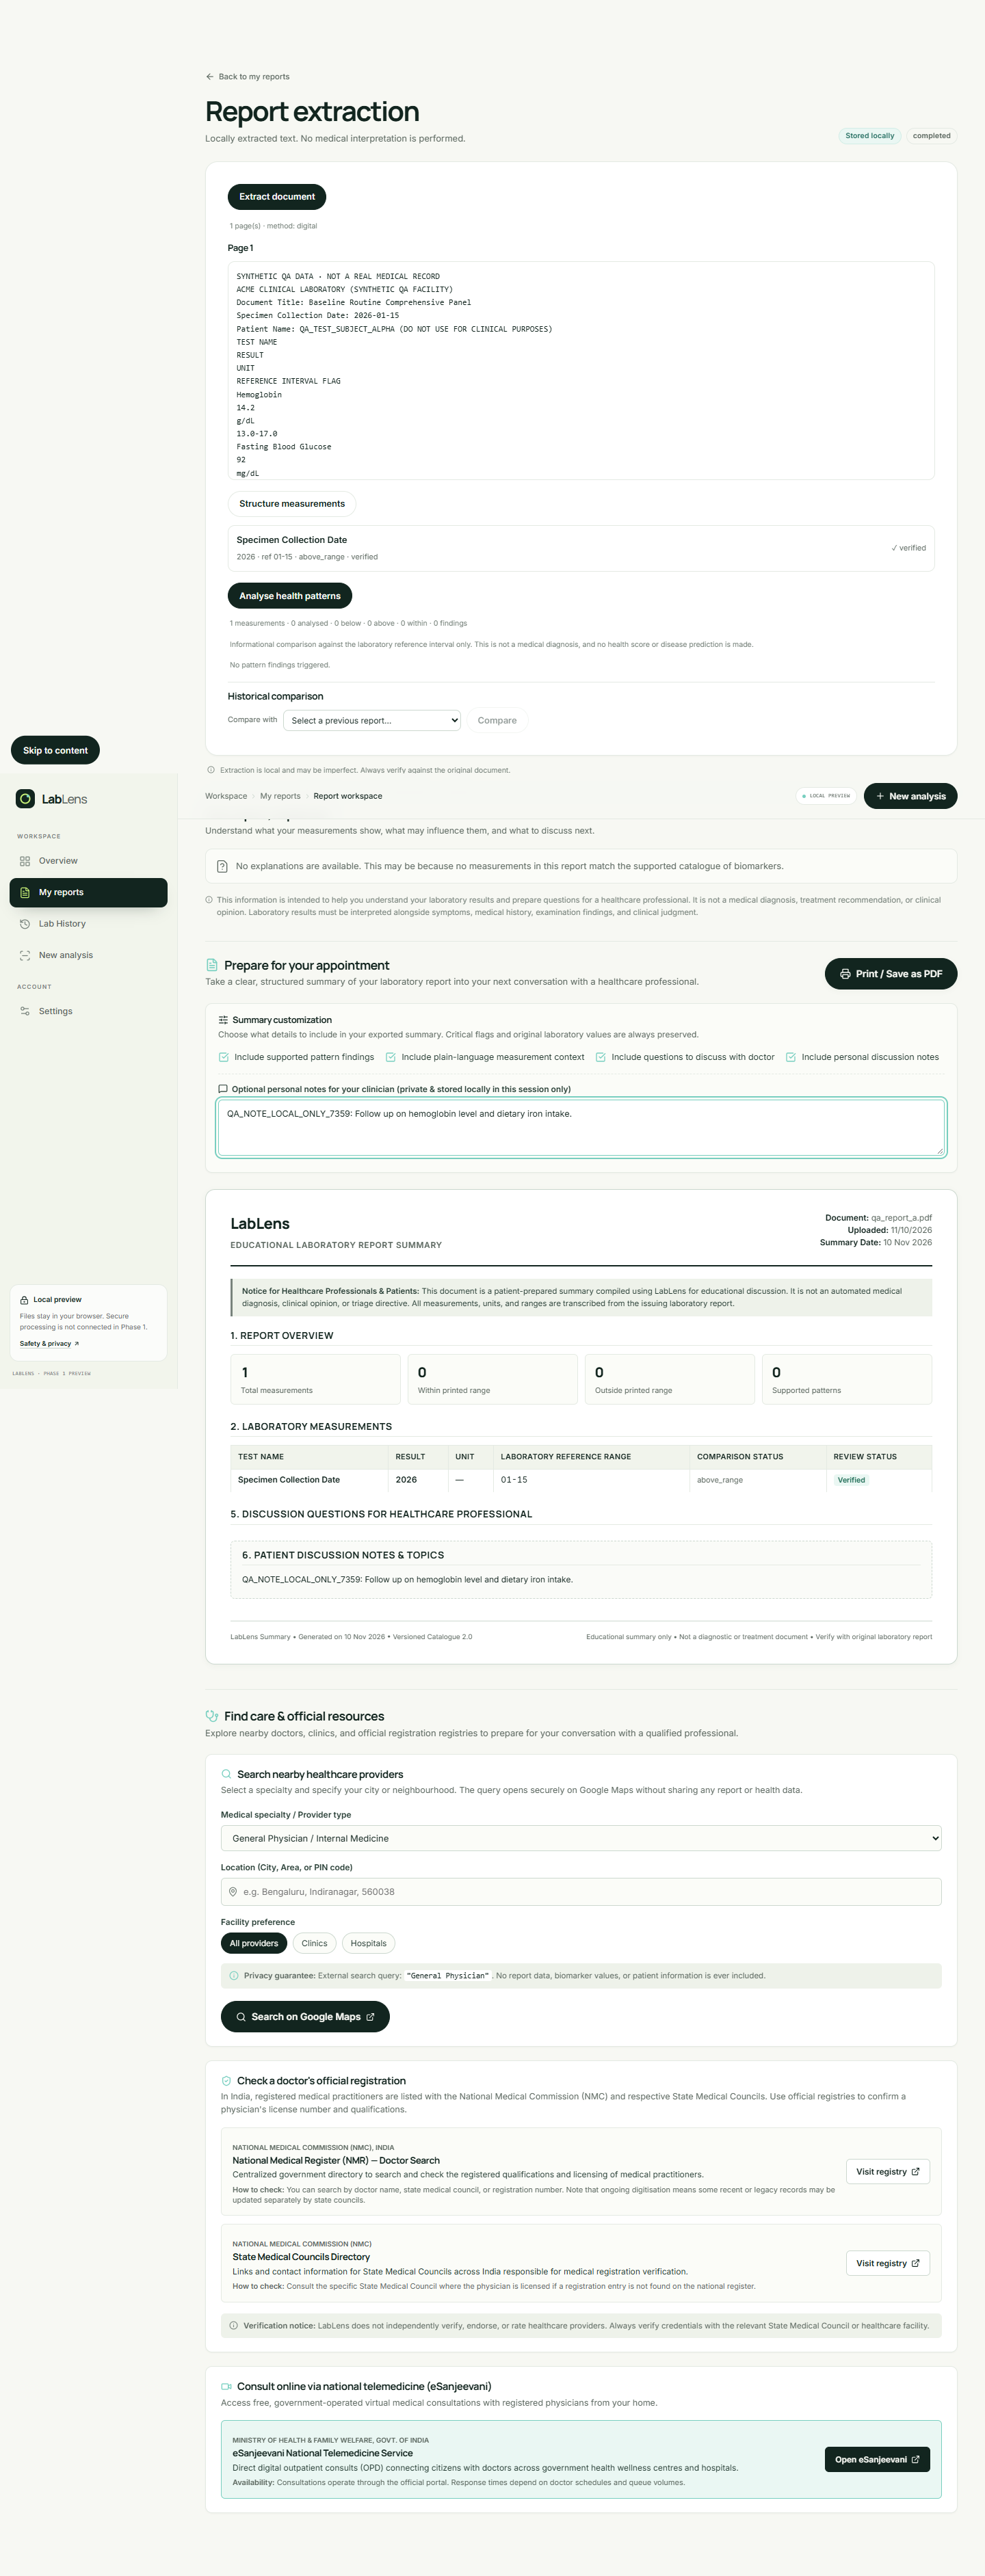 Back to my reports
Report extraction
Locally extracted text. No medical interpretation is performed.
Stored locally
completed
Extract document
1 page(s) · method: digital
Page 1
SYNTHETIC QA DATA - NOT A REAL MEDICAL RECORD
ACME CLINICAL LABORATORY (SYNTHETIC QA FACILITY)
Document Title: Baseline Routine Comprehensive Panel
Specimen Collection Date: 2026-01-15
Patient Name: QA_TEST_SUBJECT_ALPHA (DO NOT USE FOR CLINICAL PURPOSES)
TEST NAME
RESULT
UNIT
REFERENCE INTERVAL FLAG
Hemoglobin
14.2
g/dL
13.0-17.0
Fasting Blood Glucose
92
mg/dL
Structure measurements
Specimen Collection Date
2026 · ref 01-15 · above_range · verified
✓ verified
Analyse health patterns
1 measurements · 0 analysed · 0 below · 0 above · 0 within · 0 findings
Informational comparison against the laboratory reference interval only. This is not a medical diagnosis, and no health score or disease prediction is made.
No pattern findings triggered.
Historical comparison
Compare with
Select a previous report...
Compare
Skip to content
Extraction is local and may be imperfect. Always verify against the original document.
LabLens
Workspace
My reports
Report workspace
LOCAL PREVIEW
New analysis
WORKSPACE
Overview
My reports
Lab History
New analysis
ACCOUNT
Settings
Understand what your measurements show, what may influence them, and what to discuss next.
No explanations are available. This may be because no measurements in this report match the supported catalogue of biomarkers.
This information is intended to help you understand your laboratory results and prepare questions for a healthcare professional. It is not a medical diagnosis, treatment recommendation, or clinical
opinion. Laboratory results must be interpreted alongside symptoms, medical history, examination findings, and clinical judgment.
Prepare for your appointment
Take a clear, structured summary of your laboratory report into your next conversation with a healthcare professional.
Print / Save as PDF
Summary customization
Choose what details to include in your exported summary. Critical flags and original laboratory values are always preserved.
Include supported pattern findings
Include plain-language measurement context
Include questions to discuss with doctor
Include personal discussion notes
Optional personal notes for your clinician (private & stored locally in this session only)
QA_NOTE_LOCAL_ONLY_7359: Follow up on hemoglobin level and dietary iron intake.
LabLens
EDUCATIONAL LABORATORY REPORT SUMMARY
Document: qa_report_a.pdf
Uploaded: 11/10/2026
Summary Date: 10 Nov 2026
Notice for Healthcare Professionals & Patients: This document is a patient-prepared summary compiled using LabLens for educational discussion. It is not an automated medical
diagnosis, clinical opinion, or triage directive. All measurements, units, and ranges are transcribed from the issuing laboratory report.
Local preview
Files stay in your browser. Secure
processing is not connected in Phase 1.
Safety & privacy
LABLENS · PHASE 1 PREVIEW
1. REPORT OVERVIEW
1
Total measurements
0
Within printed range
0
Outside printed range
0
Supported patterns
2. LABORATORY MEASUREMENTS
TEST NAME RESULT UNIT LABORATORY REFERENCE RANGE COMPARISON STATUS REVIEW STATUS
Specimen Collection Date 2026 — 01-15 above_range Verified
5. DISCUSSION QUESTIONS FOR HEALTHCARE PROFESSIONAL
6. PATIENT DISCUSSION NOTES & TOPICS
QA_NOTE_LOCAL_ONLY_7359: Follow up on hemoglobin level and dietary iron intake.
LabLens Summary • Generated on 10 Nov 2026 • Versioned Catalogue 2.0
Educational summary only • Not a diagnostic or treatment document • Verify with original laboratory report
Find care & official resources
Explore nearby doctors, clinics, and official registration registries to prepare for your conversation with a qualified professional.
Search nearby healthcare providers
Select a specialty and specify your city or neighbourhood. The query opens securely on Google Maps without sharing any report or health data.
Medical specialty / Provider type
General Physician / Internal Medicine
Location (City, Area, or PIN code)
e.g. Bengaluru, Indiranagar, 560038
Facility preference
All providers
Clinics
Hospitals
Privacy guarantee: External search query: "General Physician". No report data, biomarker values, or patient information is ever included.
Search on Google Maps
Check a doctor's official registration
In India, registered medical practitioners are listed with the National Medical Commission (NMC) and respective State Medical Councils. Use official registries to confirm a
physician's license number and qualifications.
NATIONAL MEDICAL COMMISSION (NMC), INDIA
National Medical Register (NMR) — Doctor Search
Centralized government directory to search and check the registered qualifications and licensing of medical practitioners.
How to check: You can search by doctor name, state medical council, or registration number. Note that ongoing digitisation means some recent or legacy records may be
updated separately by state councils.
Visit registry
NATIONAL MEDICAL COMMISSION (NMC)
State Medical Councils Directory
Links and contact information for State Medical Councils across India responsible for medical registration verification.
How to check: Consult the specific State Medical Council where the physician is licensed if a registration entry is not found on the national register.
Visit registry
Verification notice: LabLens does not independently verify, endorse, or rate healthcare providers. Always verify credentials with the relevant State Medical Council or healthcare facility.
Consult online via national telemedicine (eSanjeevani)
Access free, government-operated virtual medical consultations with registered physicians from your home.
MINISTRY OF HEALTH & FAMILY WELFARE, GOVT. OF INDIA
eSanjeevani National Telemedicine Service
Direct digital outpatient consults (OPD) connecting citizens with doctors across government health wellness centres and hospitals.
Availability: Consultations operate through the official portal. Response times depend on doctor schedules and queue volumes.
Open eSanjeevani